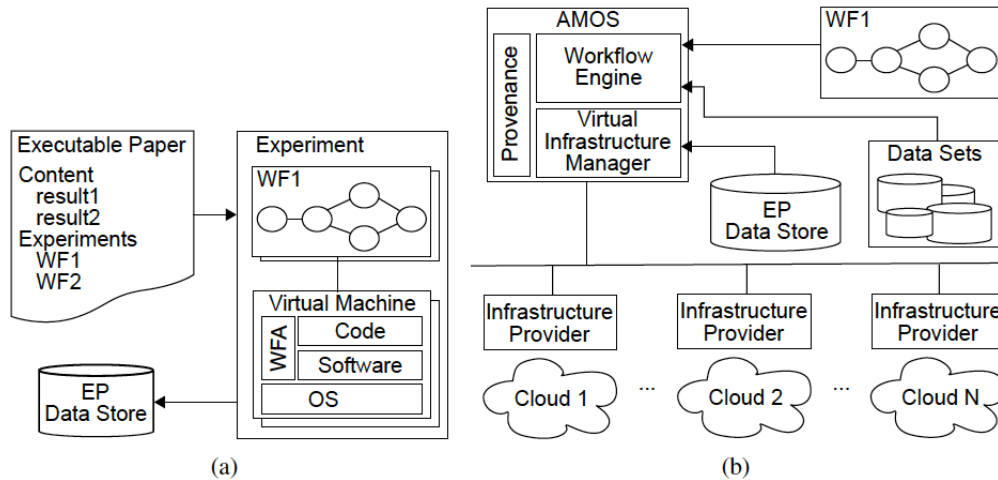 Executable Paper
Content
result1
result2
Experiments
WF1
WF2
EP
Data Store
Experiment
WF1
Virtual Machine
WFA
Code
Software
OS
(a)
AMOS
Provenance
Workflow
Engine
Virtual
Infrastructure
Manager
WF1
Data Sets
EP
Data Store
Infrastructure
Provider
Infrastructure
Provider
Infrastructure
Provider
Cloud 1
...
Cloud 2
...
Cloud N
(b)